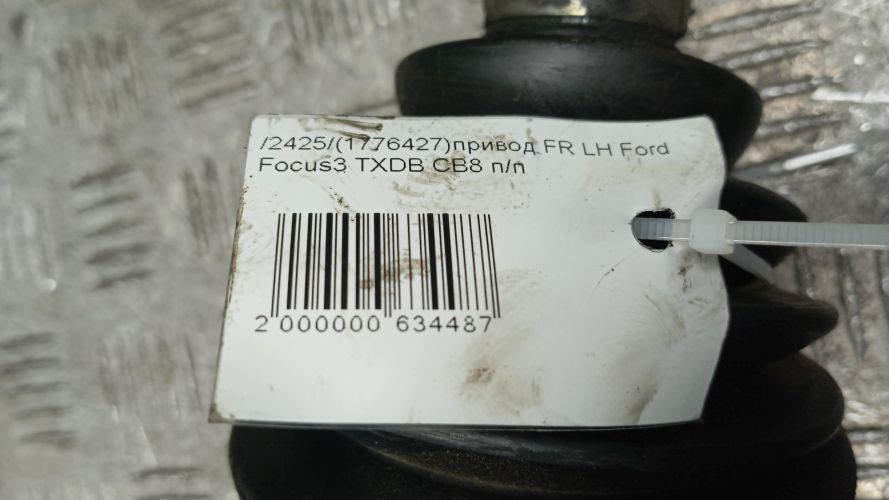 /2425/(1776427)привод FR LH Ford
Focus3 TXDB CB8 п/п
2 000000 634487